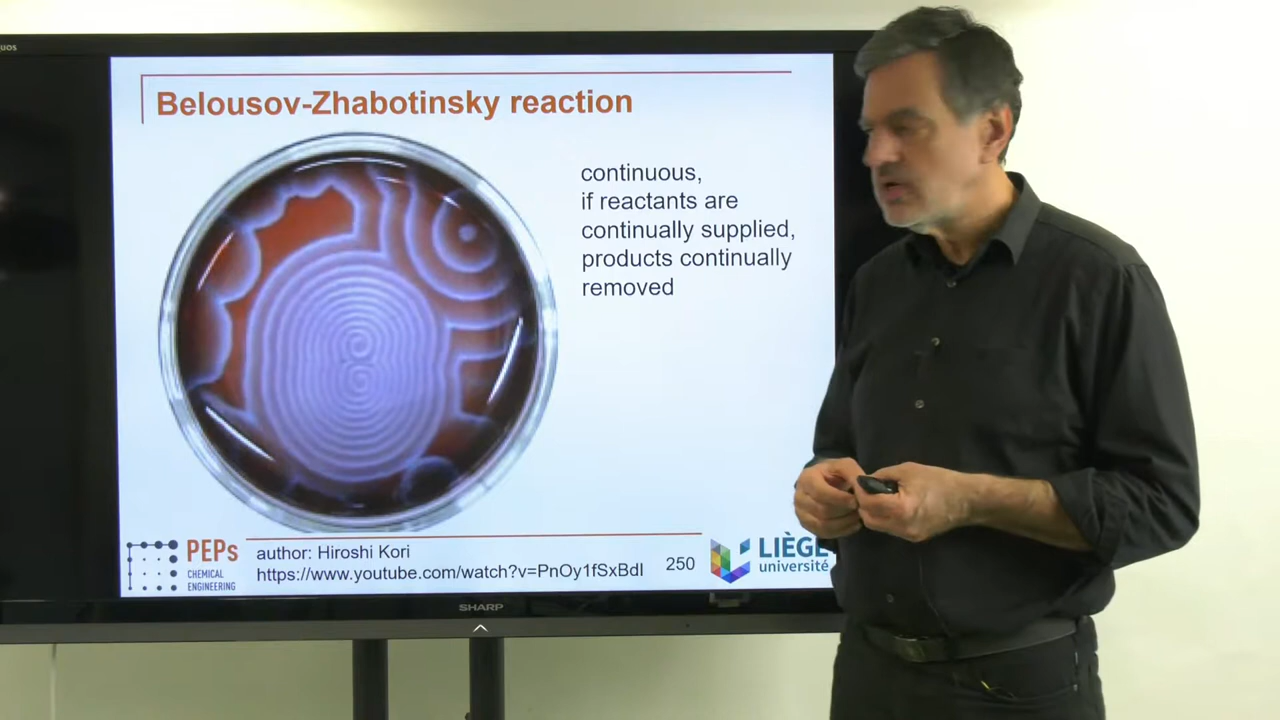 Belousov-Zhabotinsky reaction
continuous,
if reactants are
continually supplied,
products continually
removed
PEPs
CHEMICAL
ENGINEERING
author: Hiroshi Kori
https://www.youtube.com/watch?v=PnOy1fSxBdI
250
LIÈGE
université
SHARP